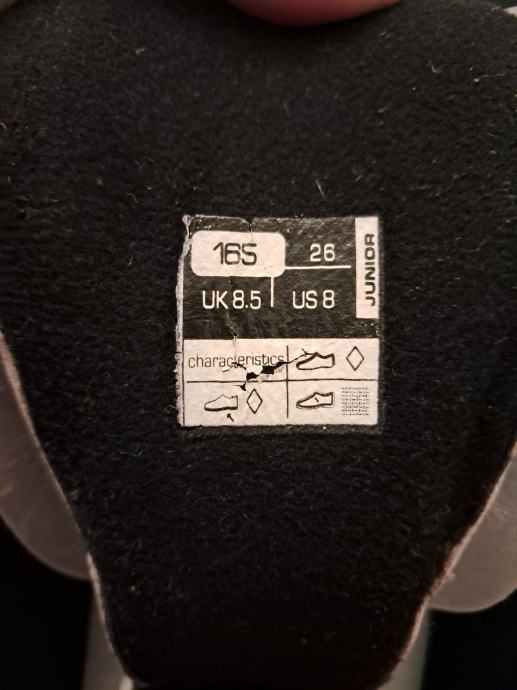 165 26
UK 8.5 US 8
JUNIOR
characteristics